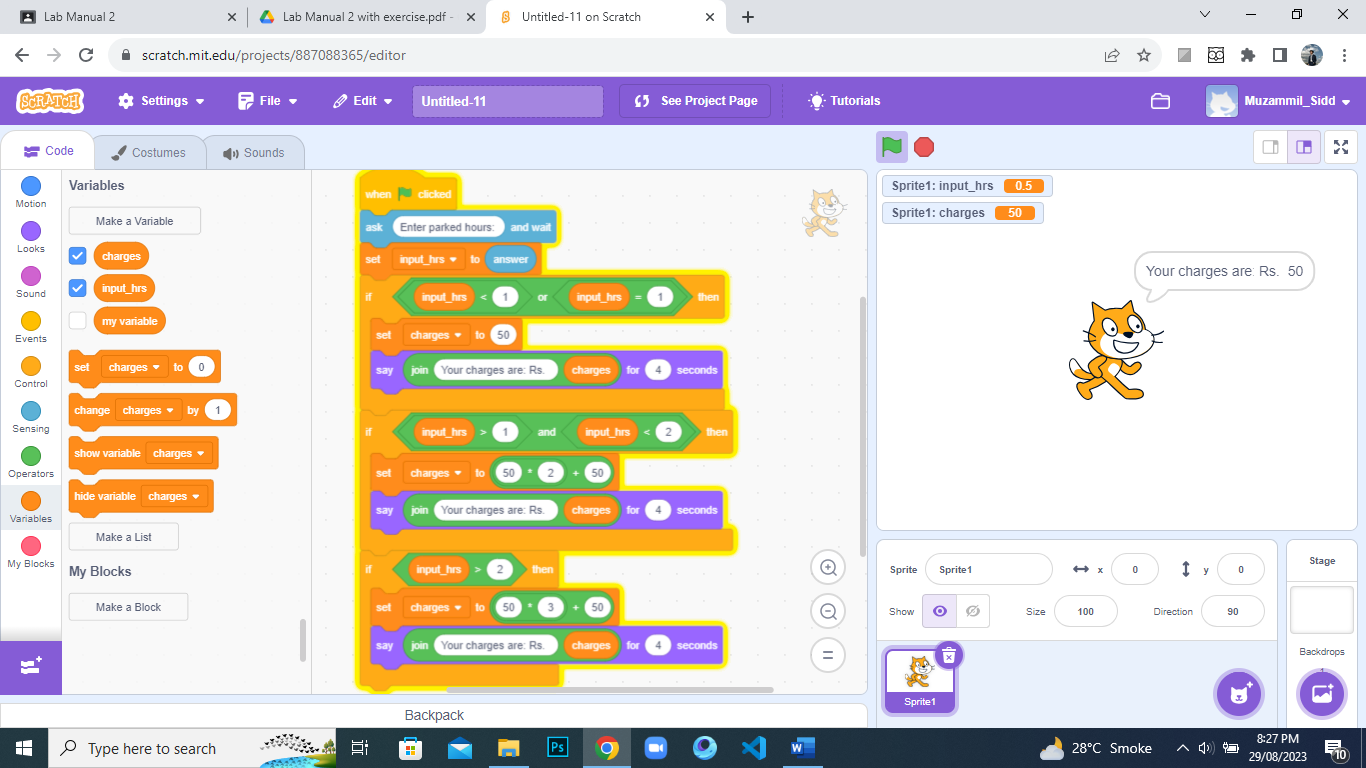 Lab Manual 2
Lab Manual 2 with exercise.pdf -
Untitled-11 on Scratch
scratch.mit.edu/projects/887088365/editor
SCRATCH Settings File Edit Untitled-11 See Project Page Tutorials Muzammil_Sidd
Code Costumes Sounds
Motion
Looks
Sound
Events
Control
Sensing
Operators
Variables
My Blocks
Variables
Make a Variable
charges
input_hrs
my variable
set charges to 0
change charges by 1
show variable charges
hide variable charges
Make a List
My Blocks
Make a Block
when clicked
ask Enter parked hours: and wait
set input_hrs to answer
if input_hrs < 1 or input_hrs = 1 then
set charges to 50
say join Your charges are: Rs. charges for 4 seconds
if input_hrs > 1 and input_hrs < 2 then
set charges to 50 * 2 + 50
say join Your charges are: Rs. charges for 4 seconds
if input_hrs > 2 then
set charges to 50 * 3 + 50
say join Your charges are: Rs. charges for 4 seconds
Backpack
Sprite1: input_hrs 0.5
Sprite1: charges 50
Your charges are: Rs. 50
Sprite Sprite1 x 0 y 0
Show Size 100 Direction 90
Sprite1
Stage
Backdrops
Type here to search
Ps
W
28°C Smoke
8:27 PM
29/08/2023
10